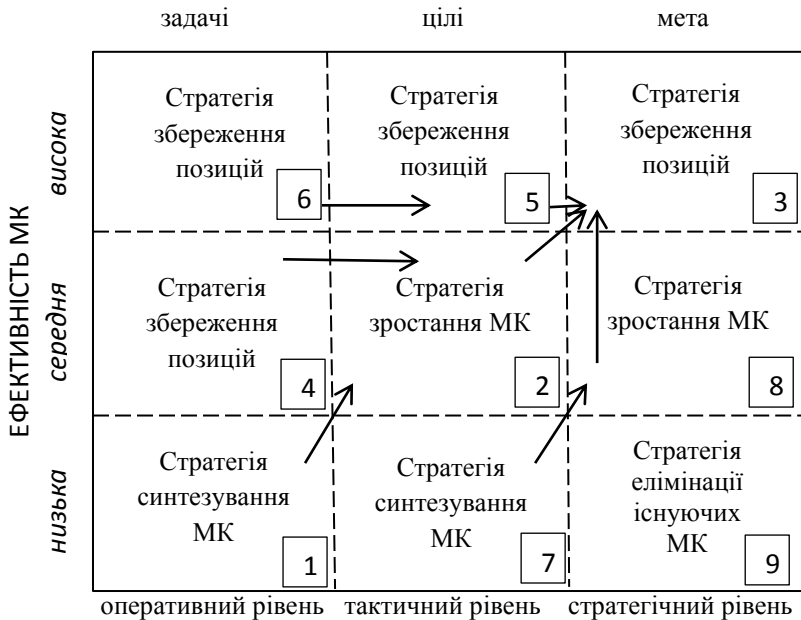 задачі
цілі
мета
ЕФЕКТИВНІСТЬ МК
висока
Стратегія
збереження
позицій
6
Стратегія
збереження
позицій
5
Стратегія
збереження
позицій
3
середня
Стратегія
збереження
позицій
4
Стратегія
зростання МК
2
Стратегія
зростання МК
8
низька
Стратегія
синтезування
МК
1
Стратегія
синтезування
МК
7
Стратегія
елімінації
існуючих
МК
9
оперативний рівень
тактичний рівень
стратегічний рівень